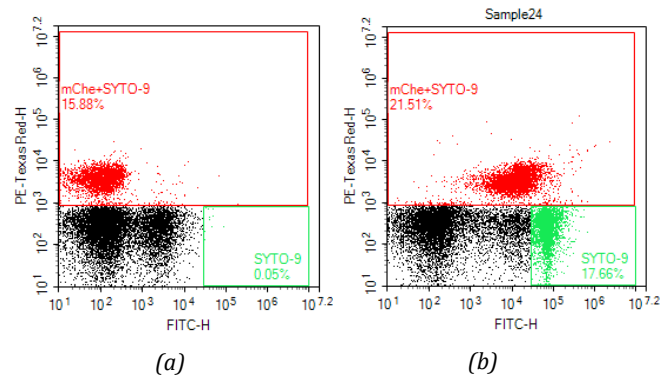 Sample24
PE-Texas Red-H
10^7.2
10^6
10^5
10^4
10^3
10^2
10^1
mChe+SYTO-9
15.88%
SYTO-9
0.05%
10^1 10^2 10^3 10^4 10^5 10^6 10^7.2
FITC-H
(a)
PE-Texas Red-H
10^7.2
10^6
10^5
10^4
10^3
10^2
10^1
mChe+SYTO-9
21.51%
SYTO-9
17.66%
10^1 10^2 10^3 10^4 10^5 10^6 10^7.2
FITC-H
(b)